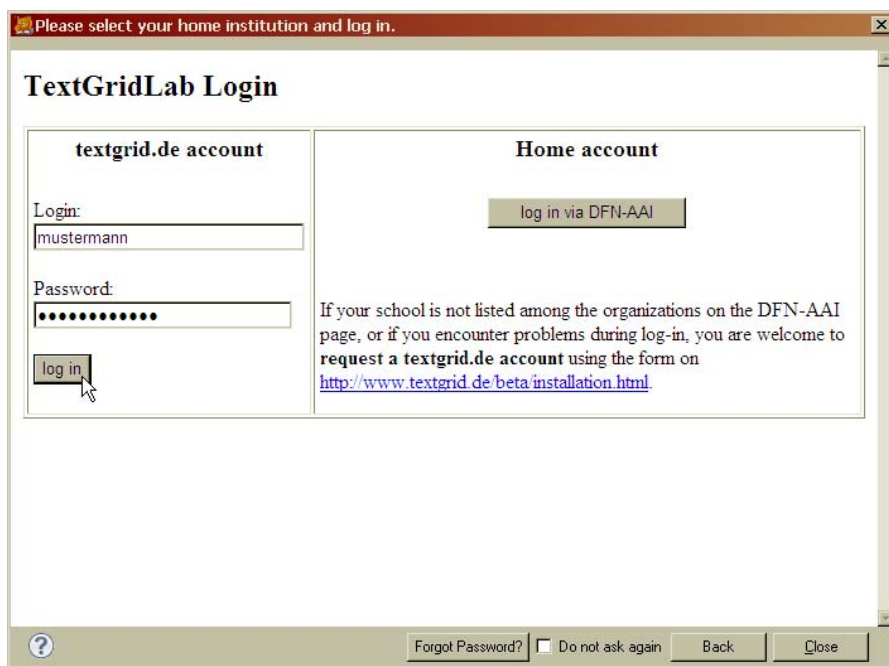 Please select your home institution and log in.
TextGridLab Login
textgrid.de account
Login:
mustermann
Password:
●●●●●●●●●●●●
log in
Home account
log in via DFN-AAI
If your school is not listed among the organizations on the DFN-AAI
page, or if you encounter problems during log-in, you are welcome to
request a textgrid.de account using the form on
http://www.textgrid.de/beta/installation.html.
? Forgot Password? Do not ask again Back Close